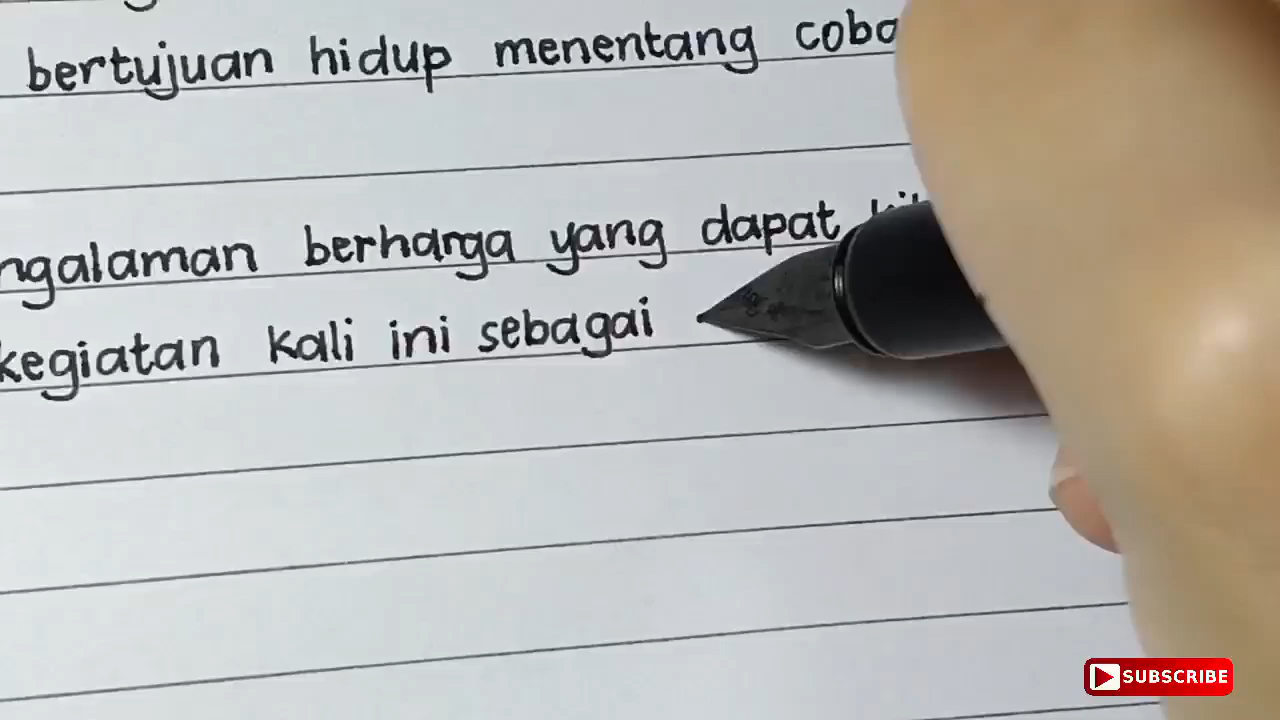 bertujuan hidup menentang coba
ngalaman berharga yang dapat
kegiatan kali ini sebagai
SUBSCRIBE